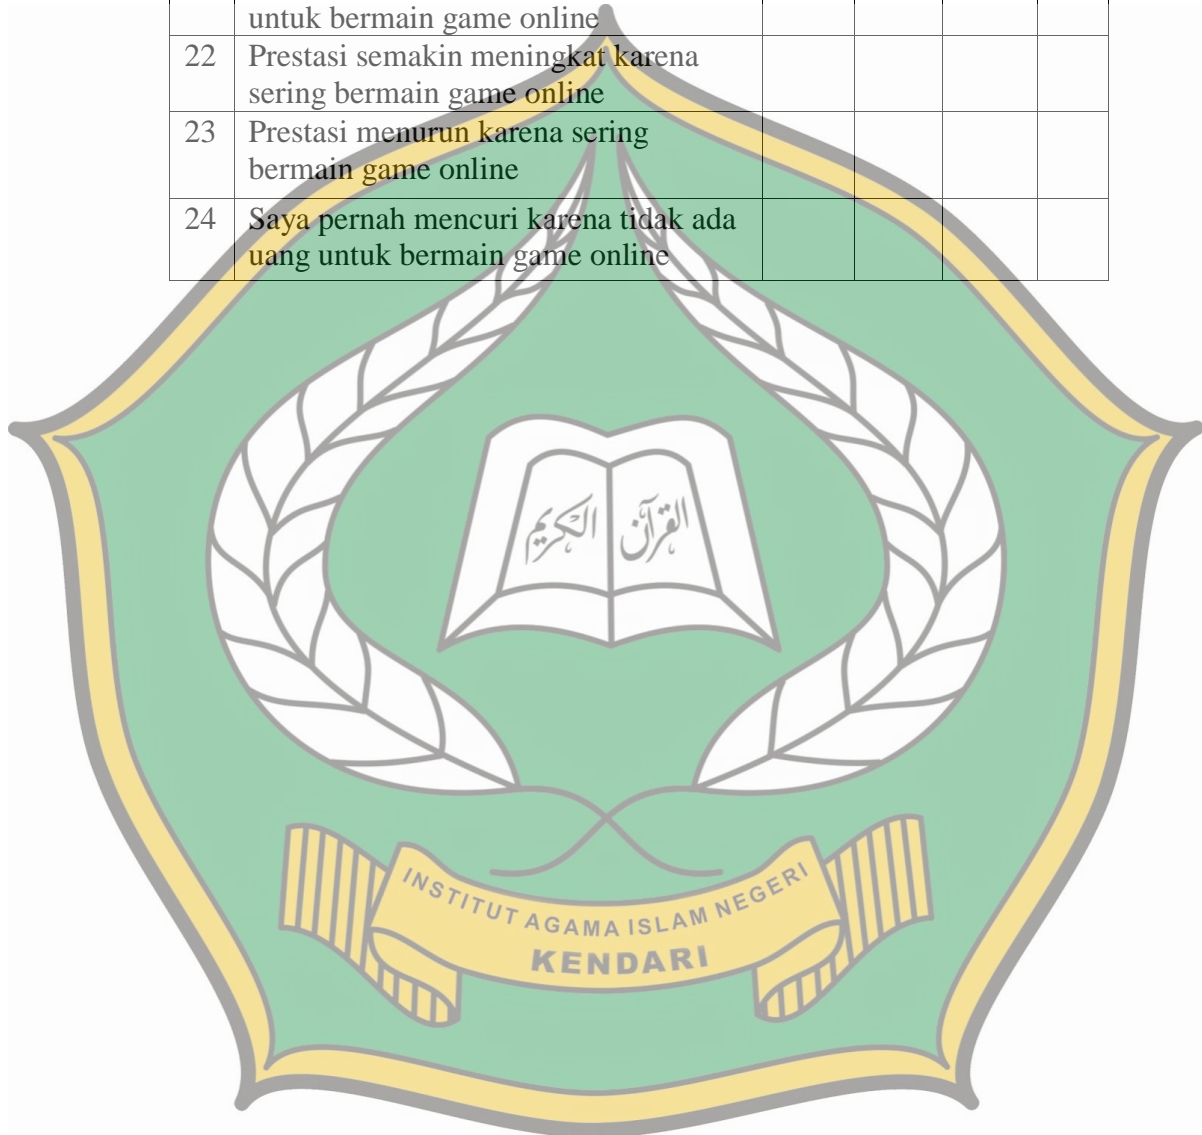 untuk bermain game online
22 Prestasi semakin meningkat karena
sering bermain game online
23 Prestasi menurun karena sering
bermain game online
24 Saya pernah mencuri karena tidak ada
uang untuk bermain game online
القرآن
الكريم
INSTITUT AGAMA ISLAM NEGERI
KENDARI